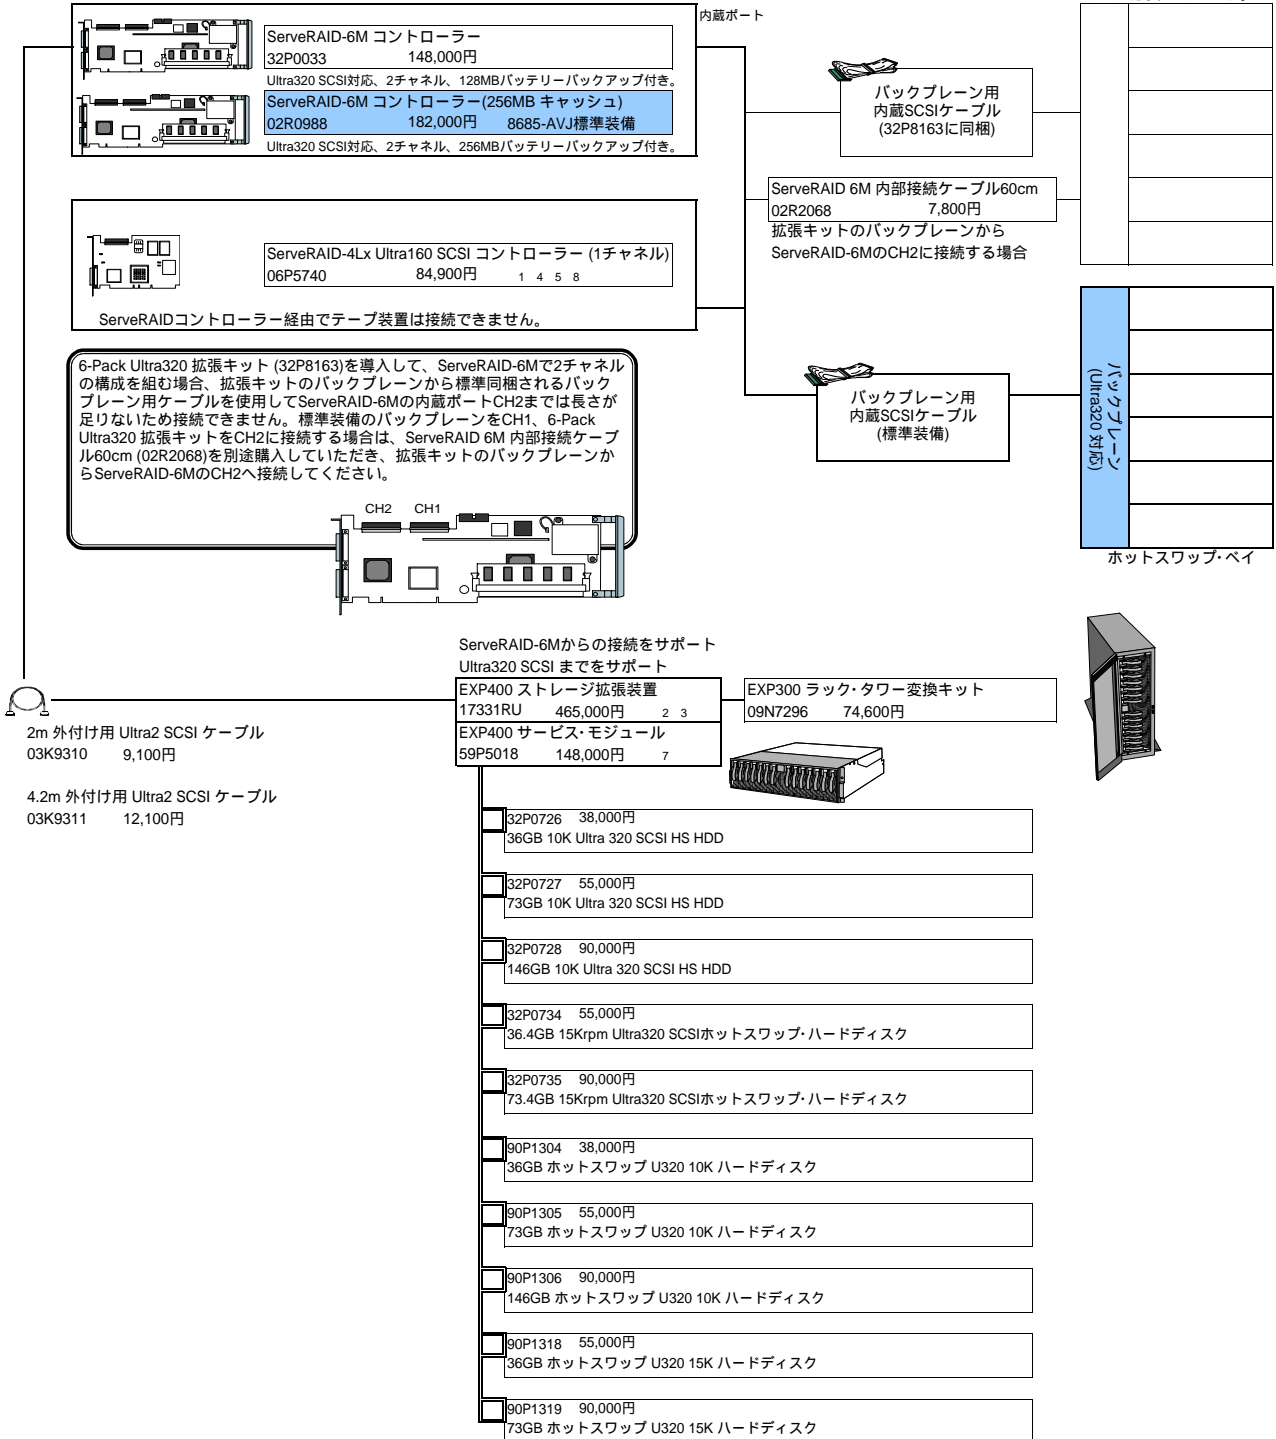 内蔵ポート
ServeRAID-6M コントローラー
32P0033 148,000円
Ultra320 SCSI対応、2チャネル、128MBバッテリーバックアップ付き。
ServeRAID-6M コントローラー(256MB キャッシュ)
02R0988 182,000円 8685-AVJ標準装備
Ultra320 SCSI対応、2チャネル、256MBバッテリーバックアップ付き。
バックプレーン用
内蔵SCSIケーブル
(32P8163に同梱)
ServeRAID 6M 内部接続ケーブル60cm
02R2068 7,800円
拡張キットのバックプレーンから
ServeRAID-6MのCH2に接続する場合
ServeRAID-4Lx Ultra160 SCSI コントローラー (1チャネル)
06P5740 84,900円 1 4 5 8
ServeRAIDコントローラー経由でテープ装置は接続できません。
6-Pack Ultra320 拡張キット (32P8163)を導入して、ServeRAID-6Mで2チャネル
の構成を組む場合、拡張キットのバックプレーンから標準同梱されるバック
プレーン用ケーブルを使用してServeRAID-6Mの内蔵ポートCH2までは長さが
足りないため接続できません。標準装備のバックプレーンをCH1、6-Pack
Ultra320 拡張キットをCH2に接続する場合は、ServeRAID 6M 内部接続ケーブ
ル60cm (02R2068)を別途購入していただき、拡張キットのバックプレーンか
らServeRAID-6MのCH2へ接続してください。
CH2 CH1
バックプレーン用
内蔵SCSIケーブル
(標準装備)
バックプレーン
(Ultra320 対応)
ホットスワップ・ベイ
ServeRAID-6Mからの接続をサポート
Ultra320 SCSI までをサポート
EXP400 ストレージ拡張装置
17331RU 465,000円 2 3
EXP400 サービス・モジュール
59P5018 148,000円 7
EXP300 ラック・タワー変換キット
09N7296 74,600円
2m 外付け用 Ultra2 SCSI ケーブル
03K9310 9,100円
4.2m 外付け用 Ultra2 SCSI ケーブル
03K9311 12,100円
32P0726 38,000円
36GB 10K Ultra 320 SCSI HS HDD
32P0727 55,000円
73GB 10K Ultra 320 SCSI HS HDD
32P0728 90,000円
146GB 10K Ultra 320 SCSI HS HDD
32P0734 55,000円
36.4GB 15Krpm Ultra320 SCSIホットスワップ・ハードディスク
32P0735 90,000円
73.4GB 15Krpm Ultra320 SCSIホットスワップ・ハードディスク
90P1304 38,000円
36GB ホットスワップ U320 10K ハードディスク
90P1305 55,000円
73GB ホットスワップ U320 10K ハードディスク
90P1306 90,000円
146GB ホットスワップ U320 10K ハードディスク
90P1318 55,000円
36GB ホットスワップ U320 15K ハードディスク
90P1319 90,000円
73GB ホットスワップ U320 15K ハードディスク